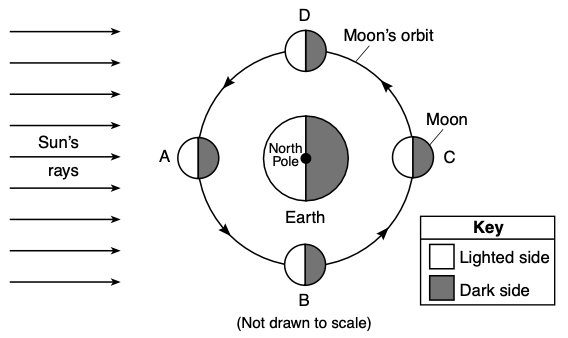 D
Moon's orbit
Moon
Sun's
rays
A
North
Pole
C
Earth
B
(Not drawn to scale)
Key
Lighted side
Dark side